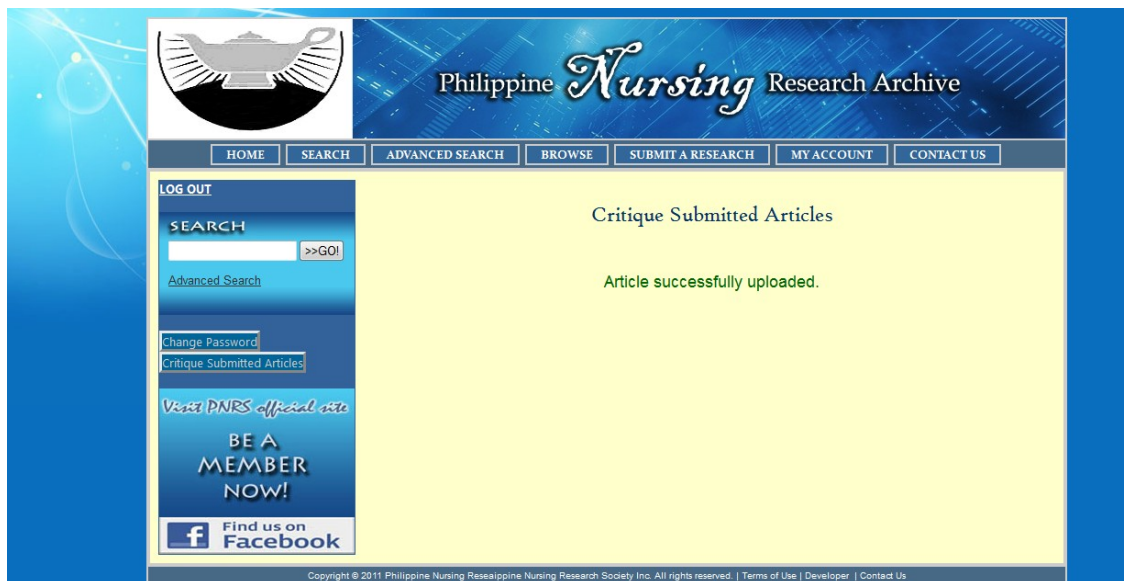 Philippine Nursing Research Archive
HOME SEARCH ADVANCED SEARCH BROWSE SUBMIT A RESEARCH MY ACCOUNT CONTACT US
LOG OUT
SEARCH
>>GO!
Advanced Search
Change Password
Critique Submitted Articles
Visit PNRS official site
BE A
MEMBER
NOW!
Find us on
Facebook
Critique Submitted Articles
Article successfully uploaded.
Copyright © 2011 Philippine Nursing Reseaippine Nursing Research Society Inc. All rights reserved. | Terms of Use | Developer | Contact Us